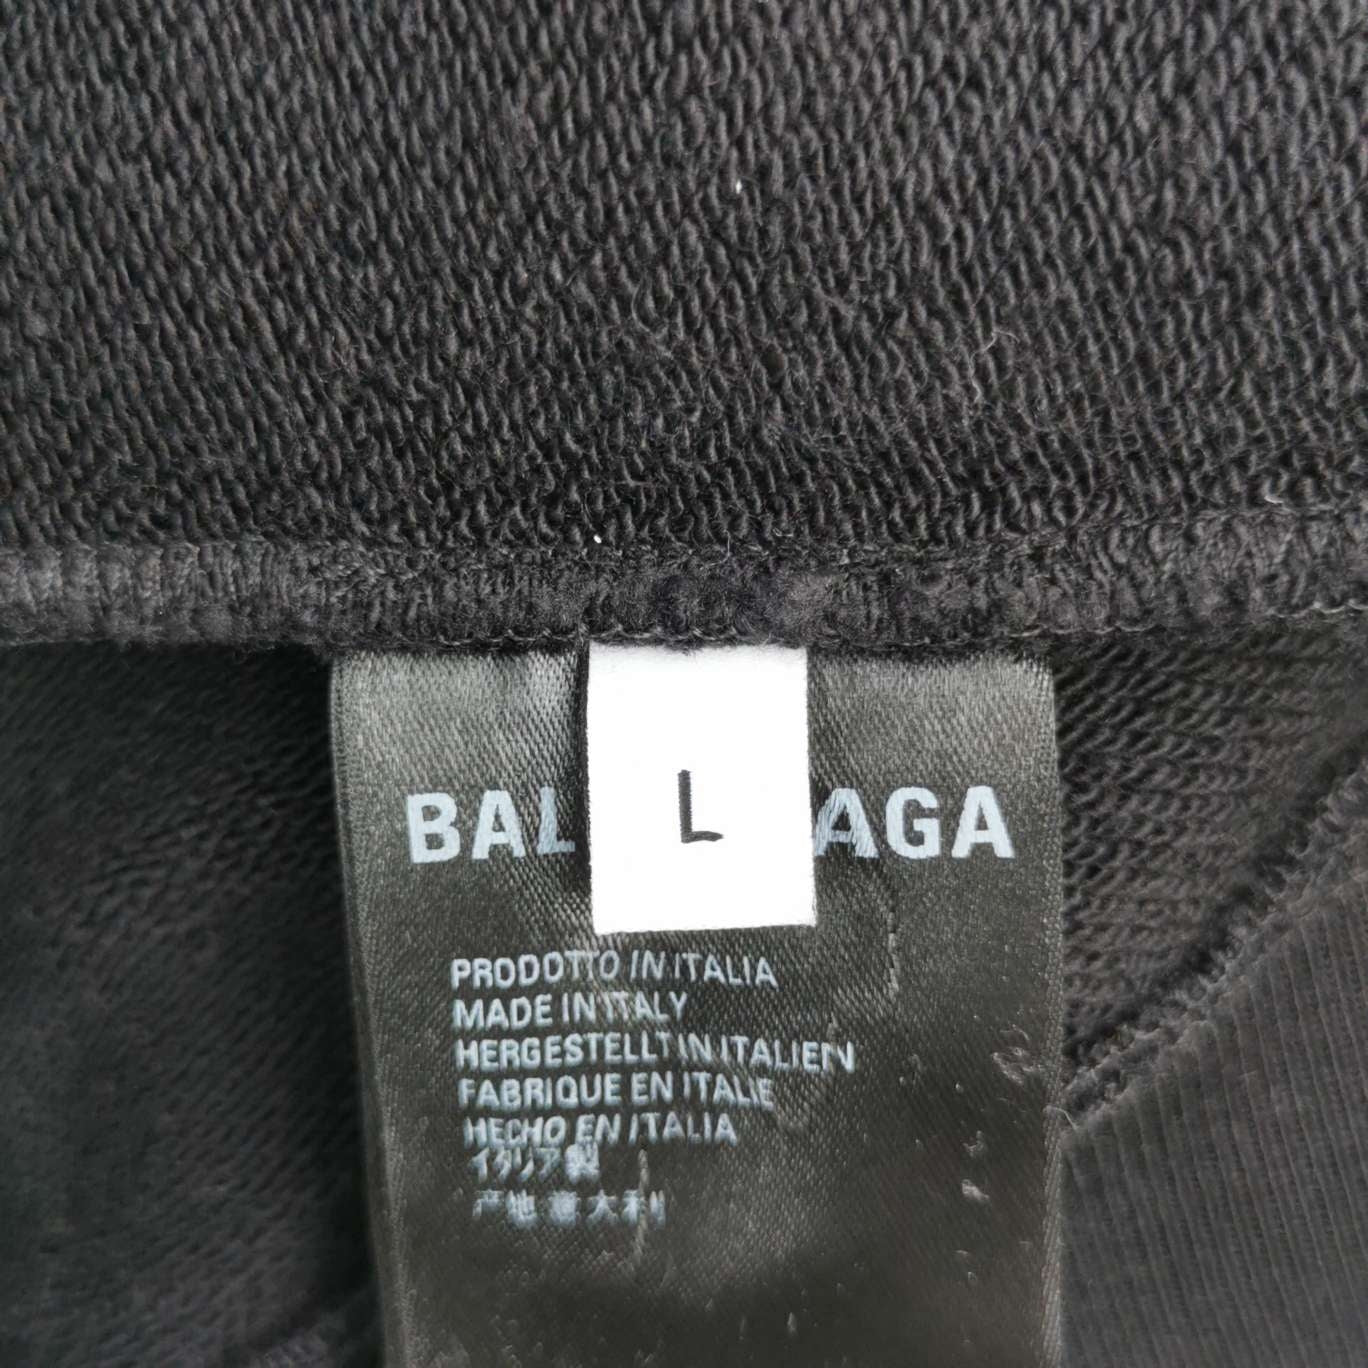 BAL L AGA
PRODOTTO IN ITALIA
MADE IN ITALY
HERGESTELLT IN ITALIEN
FABRIQUE EN ITALIE
HECHO EN ITALIA
イタリア製
产地意大利